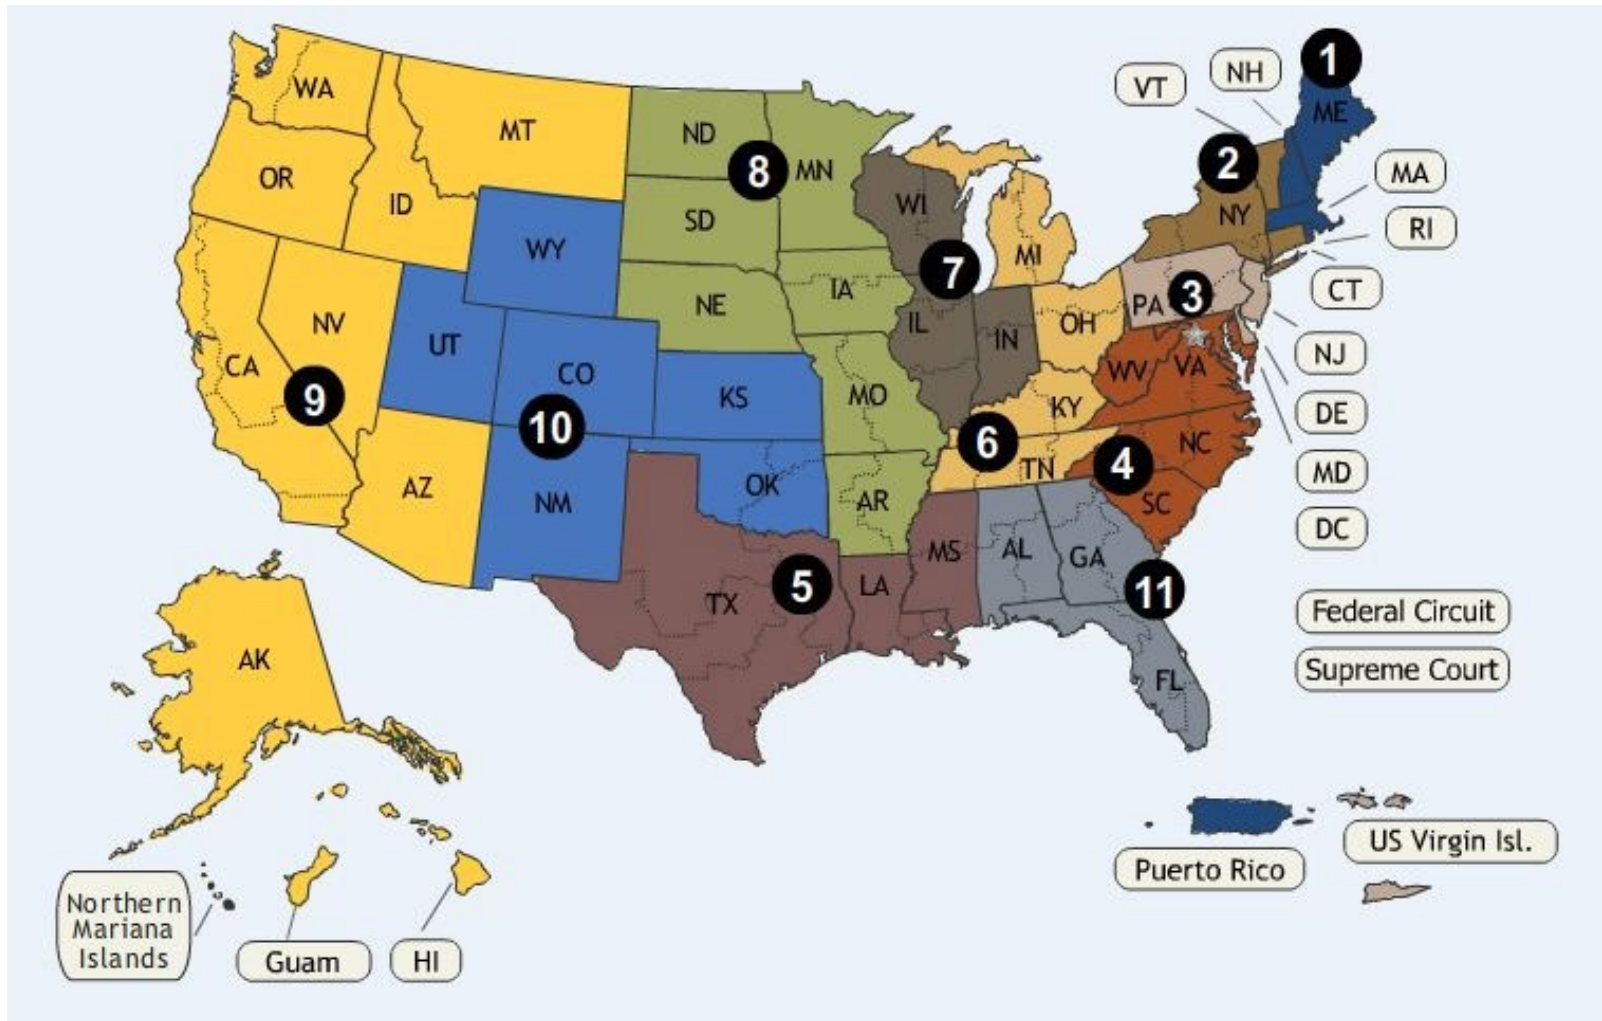 1
NH
VT
ME
WA
MT
ND
8
MN
2
MA
OR
ID
WI
NY
RI
SD
WY
MI
7
CT
IA
PA
3
NE
NV
UT
IL
IN
OH
NJ
CA
CO
KS
MO
WV
VA
9
KY
DE
10
6
TN
4
NC
MD
AZ
NM
OK
AR
SC
DC
MS
AL
GA
5
TX
LA
11
Federal Circuit
AK
FL
Supreme Court
US Virgin Isl.
Puerto Rico
Northern
Mariana
Islands
Guam
HI